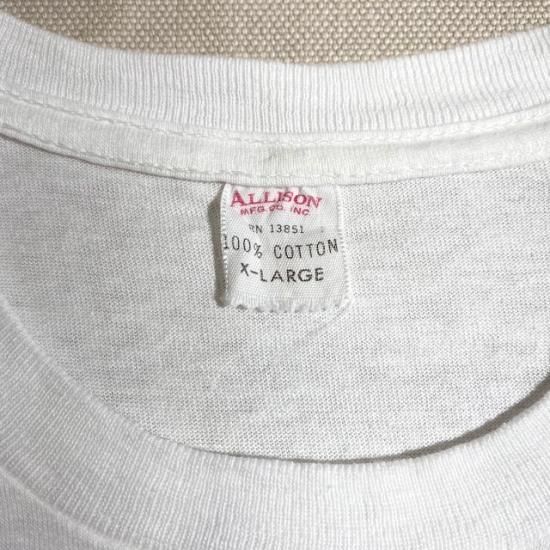 ALLISON
MFG. CO. INC.
RN 13851
100% COTTON
X-LARGE